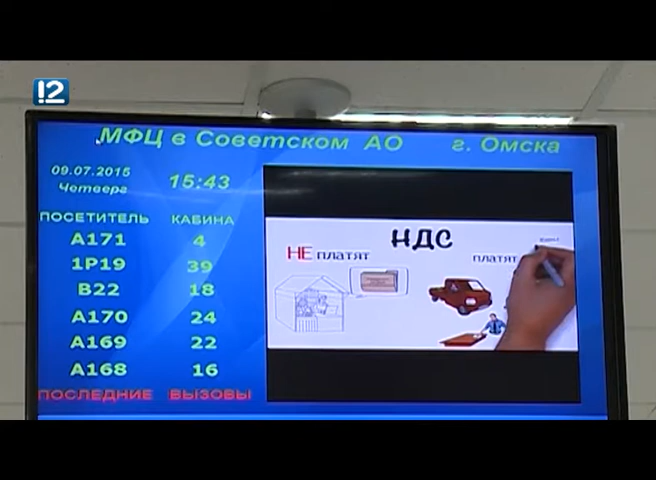 12
МФЦ в Советском АО г. Омска
09.07.2015
Четверг
15:43
ПОСЕТИТЕЛЬ КАБИНА
А171 4
1Р19 39
В22 18
А170 24
А169 22
А168 16
ПОСЛЕДНИЕ ВЫЗОВЫ
НДС
НЕ платят
платят